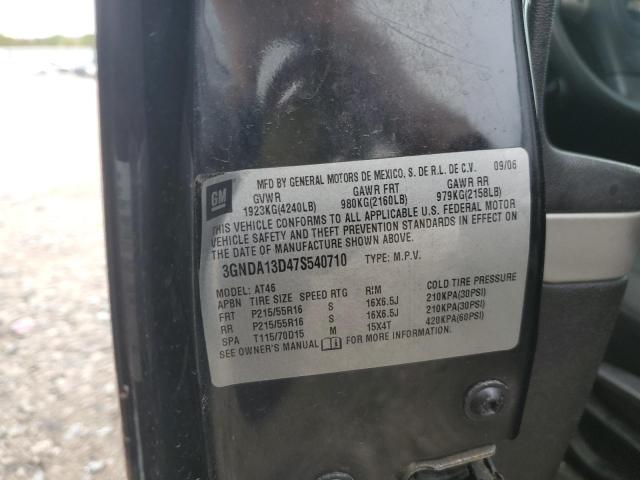 GM
MFD BY GENERAL MOTORS DE MEXICO, S. DE R.L. DE C.V. 09/06
GVWR GAWR FRT GAWR RR
1923KG(4240LB) 980KG(2160LB) 979KG(2158LB)
THIS VEHICLE CONFORMS TO ALL APPLICABLE U.S. FEDERAL MOTOR
VEHICLE SAFETY AND THEFT PREVENTION STANDARDS IN EFFECT ON
THE DATE OF MANUFACTURE SHOWN ABOVE.
3GNDA13D47S540710 TYPE: M.P.V.
MODEL: AT46
APBN TIRE SIZE SPEED RTG RIM COLD TIRE PRESSURE
FRT P215/55R16 S 16X6.5J 210KPA(30PSI)
RR P215/55R16 S 16X6.5J 210KPA(30PSI)
SPA T115/70D15 M 15X4T 420KPA(60PSI)
SEE OWNER'S MANUAL FOR MORE INFORMATION.